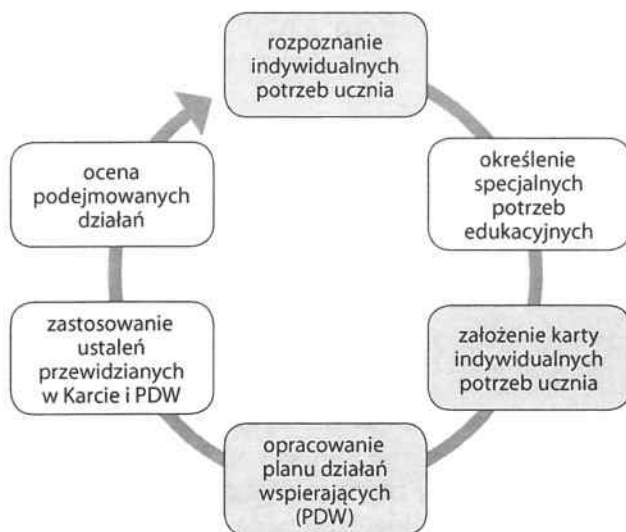 rozpoznanie
indywidualnych
potrzeb ucznia
określenie
specjalnych
potrzeb
edukacyjnych
założenie karty
indywidualnych
potrzeb ucznia
opracowanie
planu działań
wspierających
(PDW)
zastosowanie
ustaleń
przewidzianych
w Karcie i PDW
ocena
podejmowanych
działań